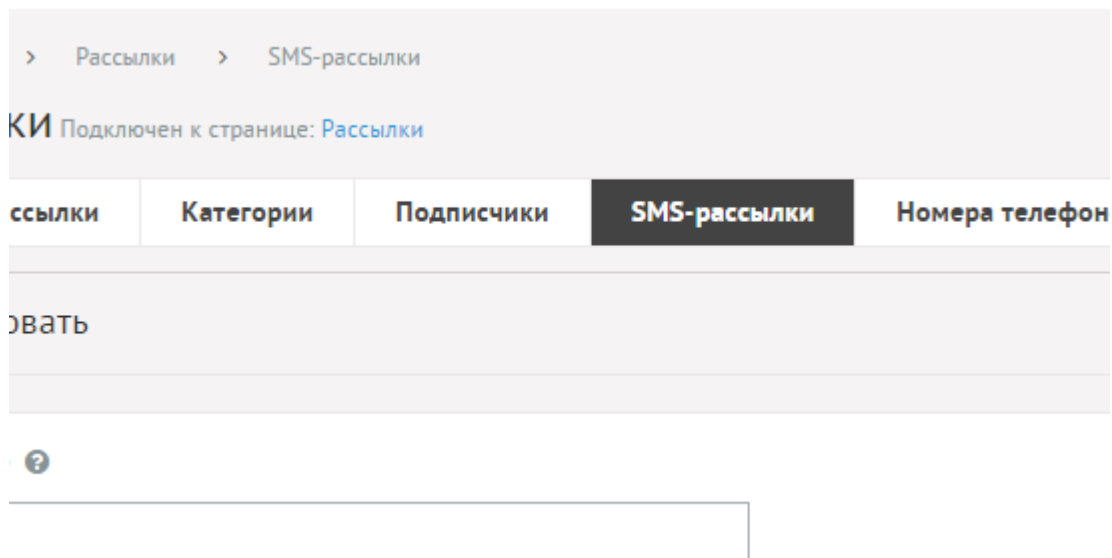 > Рассылки > SMS-рассылки
ки Подключен к странице: Рассылки
ссылки Категории Подписчики SMS-рассылки Номера телефон
овать
?